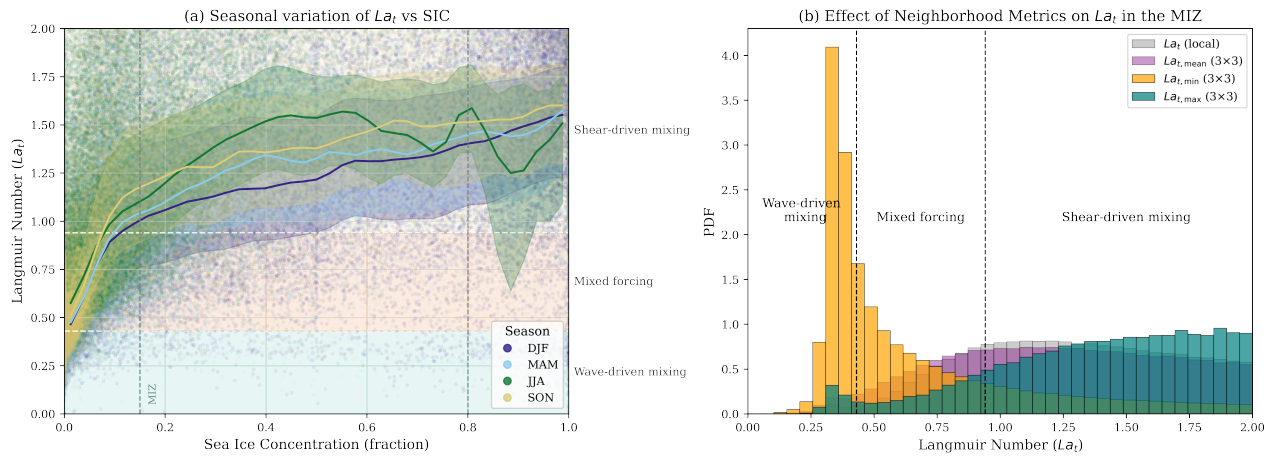 (a) Seasonal variation of La_t vs SIC
2.00
1.75
1.50
1.25
1.00
0.75
0.50
0.25
0.00
Langmuir Number (La_t)
0.0
0.2
0.4
0.6
0.8
1.0
Sea Ice Concentration (fraction)
MIZ
Season
DJF
MAM
JJA
SON
Shear-driven mixing
Mixed forcing
Wave-driven mixing
(b) Effect of Neighborhood Metrics on La_t in the MIZ
4.0
3.5
3.0
2.5
2.0
1.5
1.0
0.5
0.0
PDF
Wave-driven
mixing
Mixed forcing
Shear-driven mixing
La_t (local)
La_t,mean (3×3)
La_t,min (3×3)
La_t,max (3×3)
0.00
0.25
0.50
0.75
1.00
1.25
1.50
1.75
2.00
Langmuir Number (La_t)